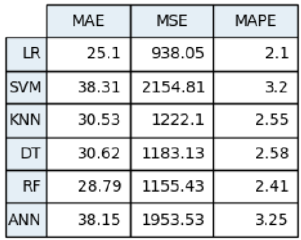 MAE MSE MAPE
LR 25.1 938.05 2.1
SVM 38.31 2154.81 3.2
KNN 30.53 1222.1 2.55
DT 30.62 1183.13 2.58
RF 28.79 1155.43 2.41
ANN 38.15 1953.53 3.25